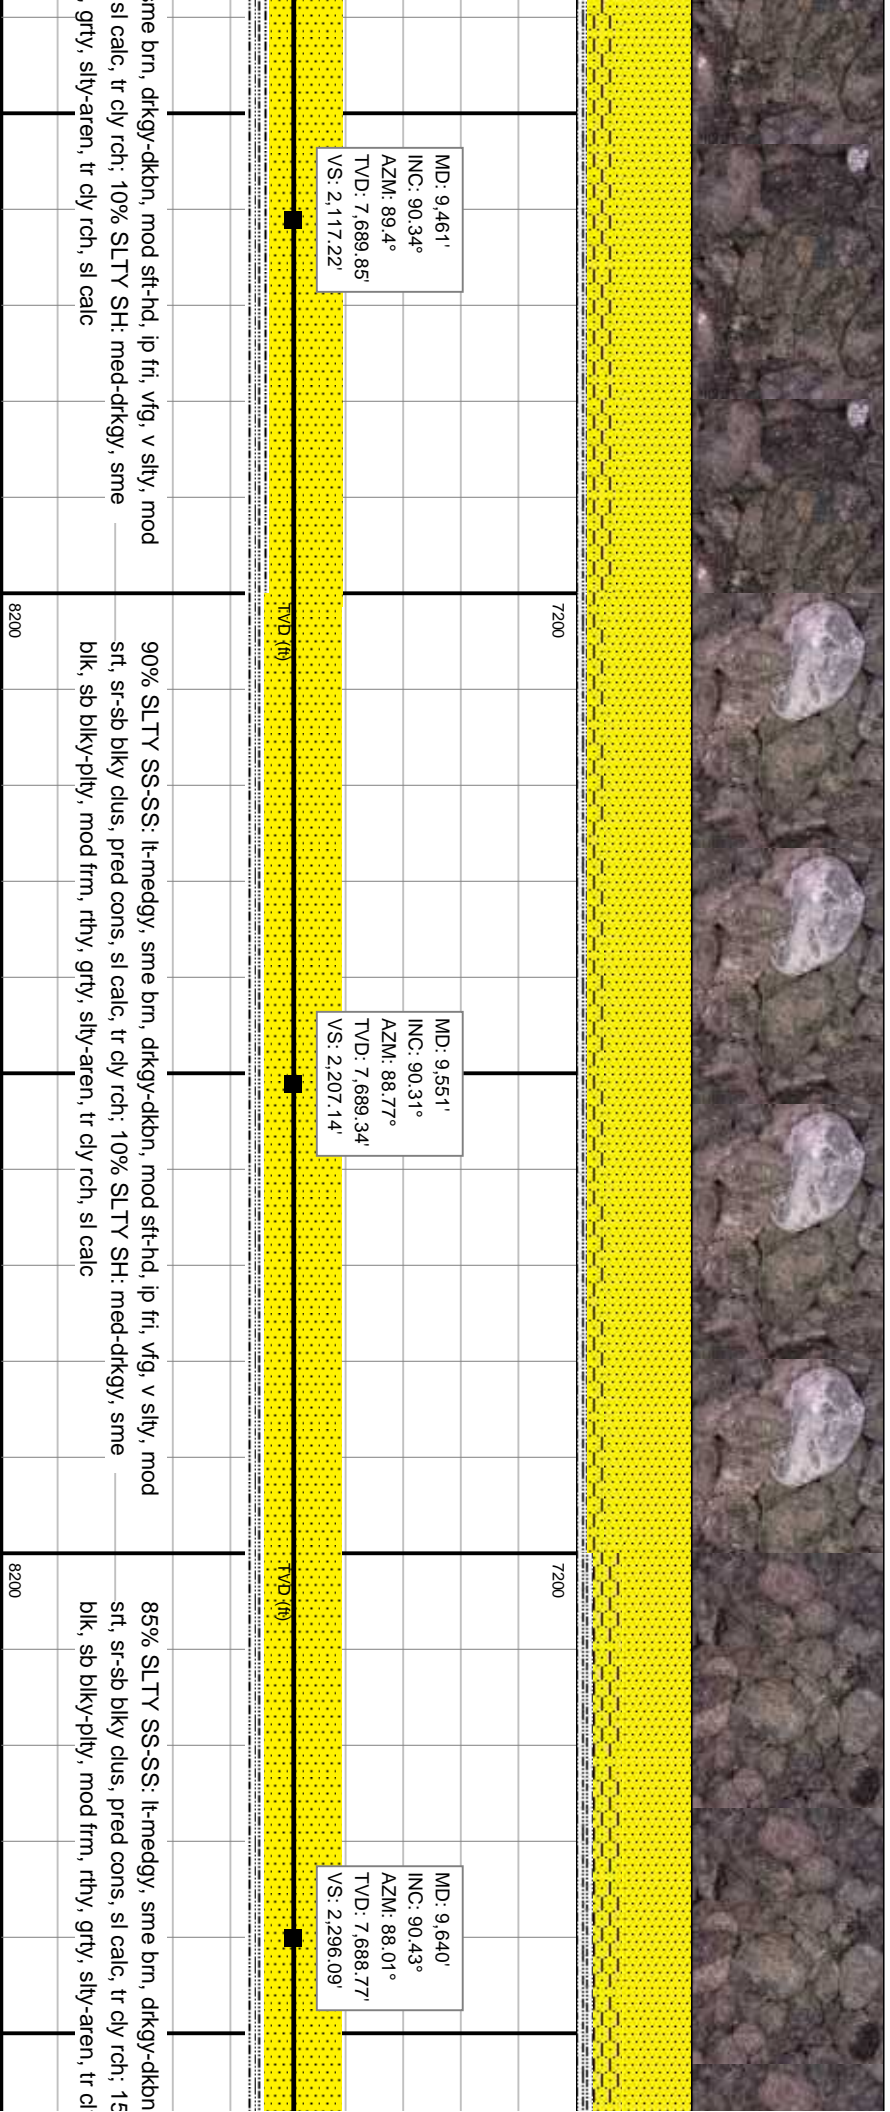 sme brn, drkgy-dkbn, mod sft-hd, ip fri, vfg, v slty, mod
sl calc, tr cly rch; 10% SLTY SH: med-drkgy, sme
, grty, slty-aren, tr cly rch, sl calc
MD: 9,461'
INC: 90.34°
AZM: 89.4°
TVD: 7,689.85'
VS: 2,117.22'
7200
TVD (ft)
8200
90% SLTY SS-SS: lt-medgy, sme brn, drkgy-dkbn, mod sft-hd, ip fri, vfg, v slty, mod
srt, sr-sb blky clus, pred cons, sl calc, tr cly rch; 10% SLTY SH: med-drkgy, sme
blk, sb blky-plty, mod frm, rthy, grty, slty-aren, tr cly rch, sl calc
MD: 9,551'
INC: 90.31°
AZM: 88.77°
TVD: 7,689.34'
VS: 2,207.14'
7200
TVD (ft)
8200
85% SLTY SS-SS: lt-medgy, sme brn, drkgy-dkbn
srt, sr-sb blky clus, pred cons, sl calc, tr cly rch; 15
blk, sb blky-plty, mod frm, rthy, grty, slty-aren, tr cl
MD: 9,640'
INC: 90.43°
AZM: 88.01°
TVD: 7,688.77'
VS: 2,296.09'